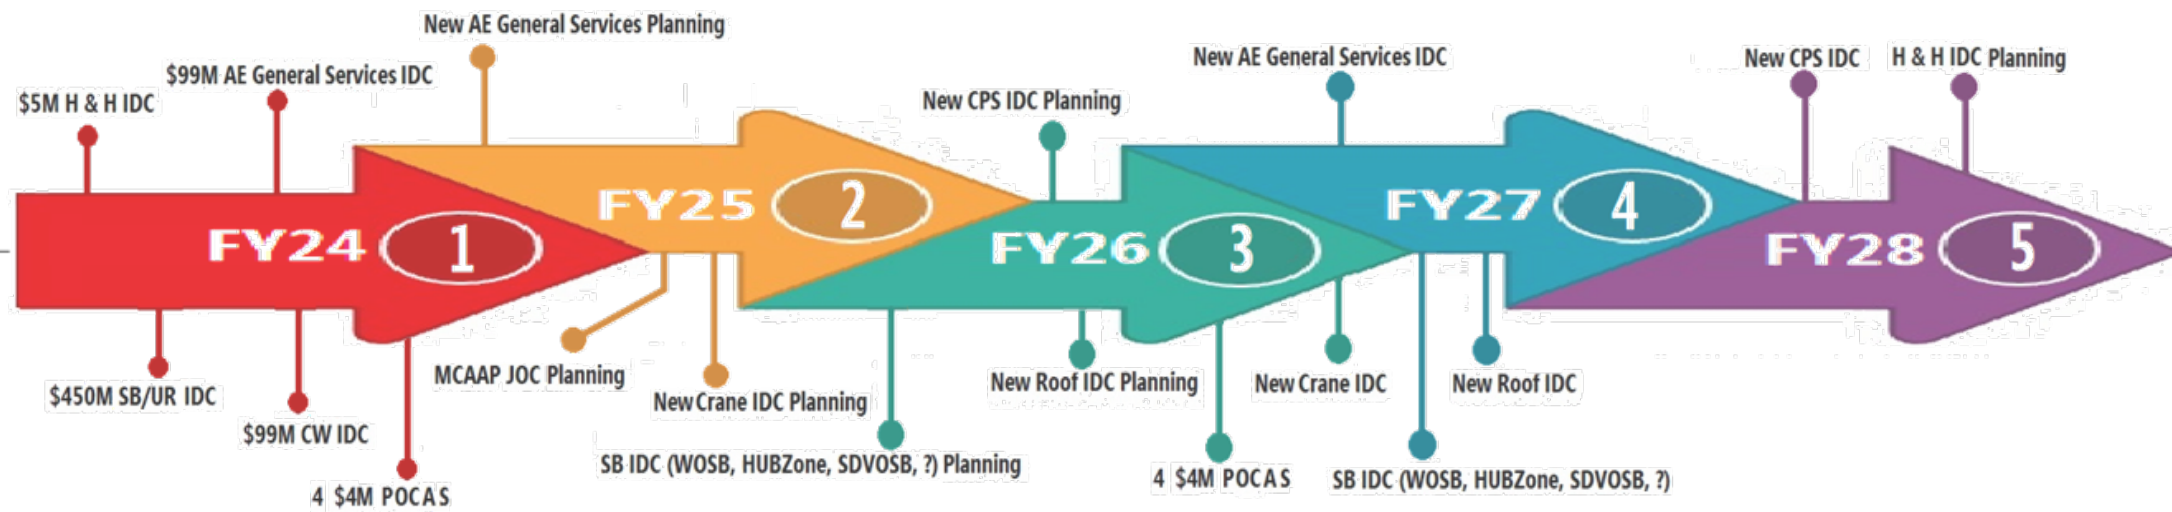 New AE General Services Planning
$99M AE General Services IDC
$5M H & H IDC
New CPS IDC Planning
New AE General Services IDC
New CPS IDC
H & H IDC Planning
FY24 1
FY25 2
FY26 3
FY27 4
FY28 5
$450M SB/UR IDC
$99M CW IDC
4 $4M POCAS
MCAAP JOC Planning
New Crane IDC Planning
SB IDC (WOSB, HUBZone, SDVOSB, ?) Planning
New Roof IDC Planning
4 $4M POCAS
New Crane IDC
SB IDC (WOSB, HUBZone, SDVOSB, ?)
New Roof IDC